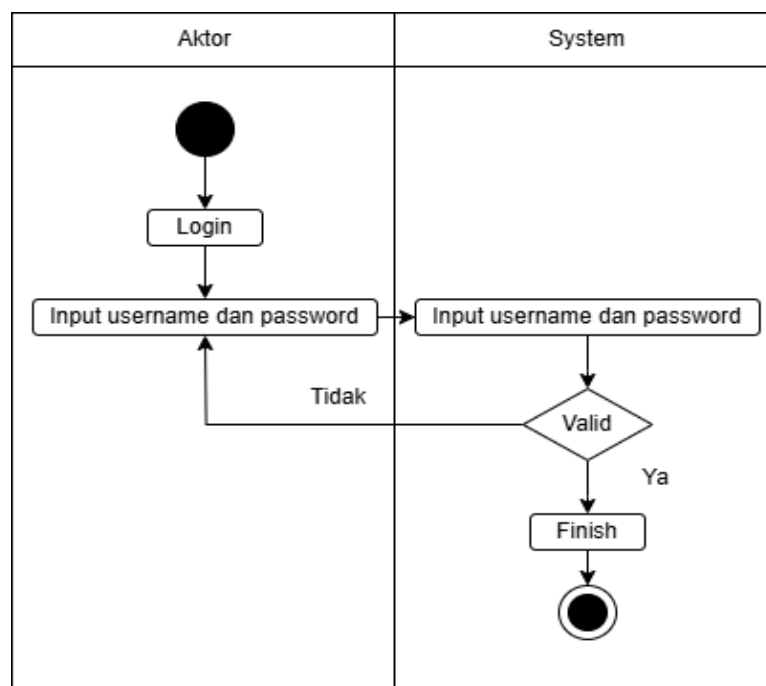 Aktor
System
Login
Input username dan password
Input username dan password
Tidak
Valid
Ya
Finish